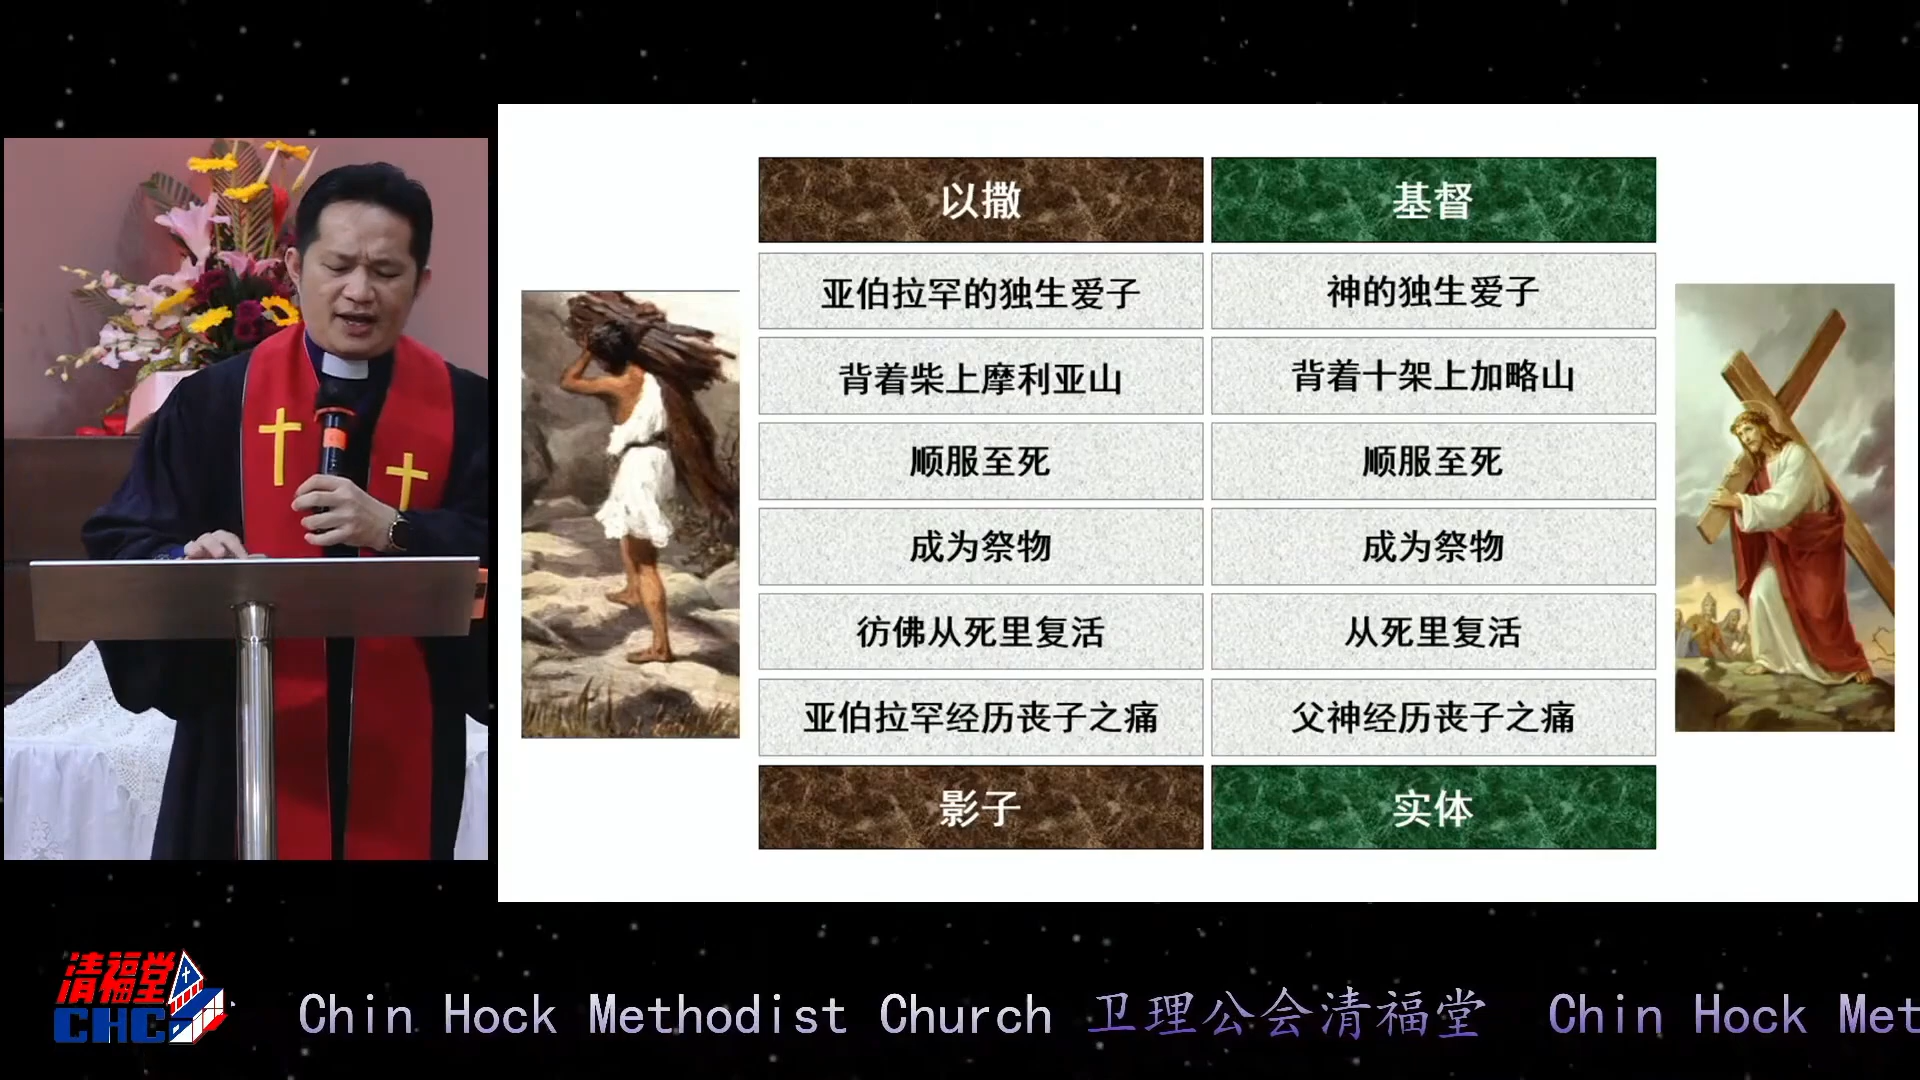 以撒
基督
亚伯拉罕的独生爱子
神的独生爱子
背着柴上摩利亚山
背着十架上加略山
顺服至死
顺服至死
成为祭物
成为祭物
彷佛从死里复活
从死里复活
亚伯拉罕经历丧子之痛
父神经历丧子之痛
影子
实体
清福堂
CHC
Chin Hock Methodist Church 卫理公会清福堂 Chin Hock Met